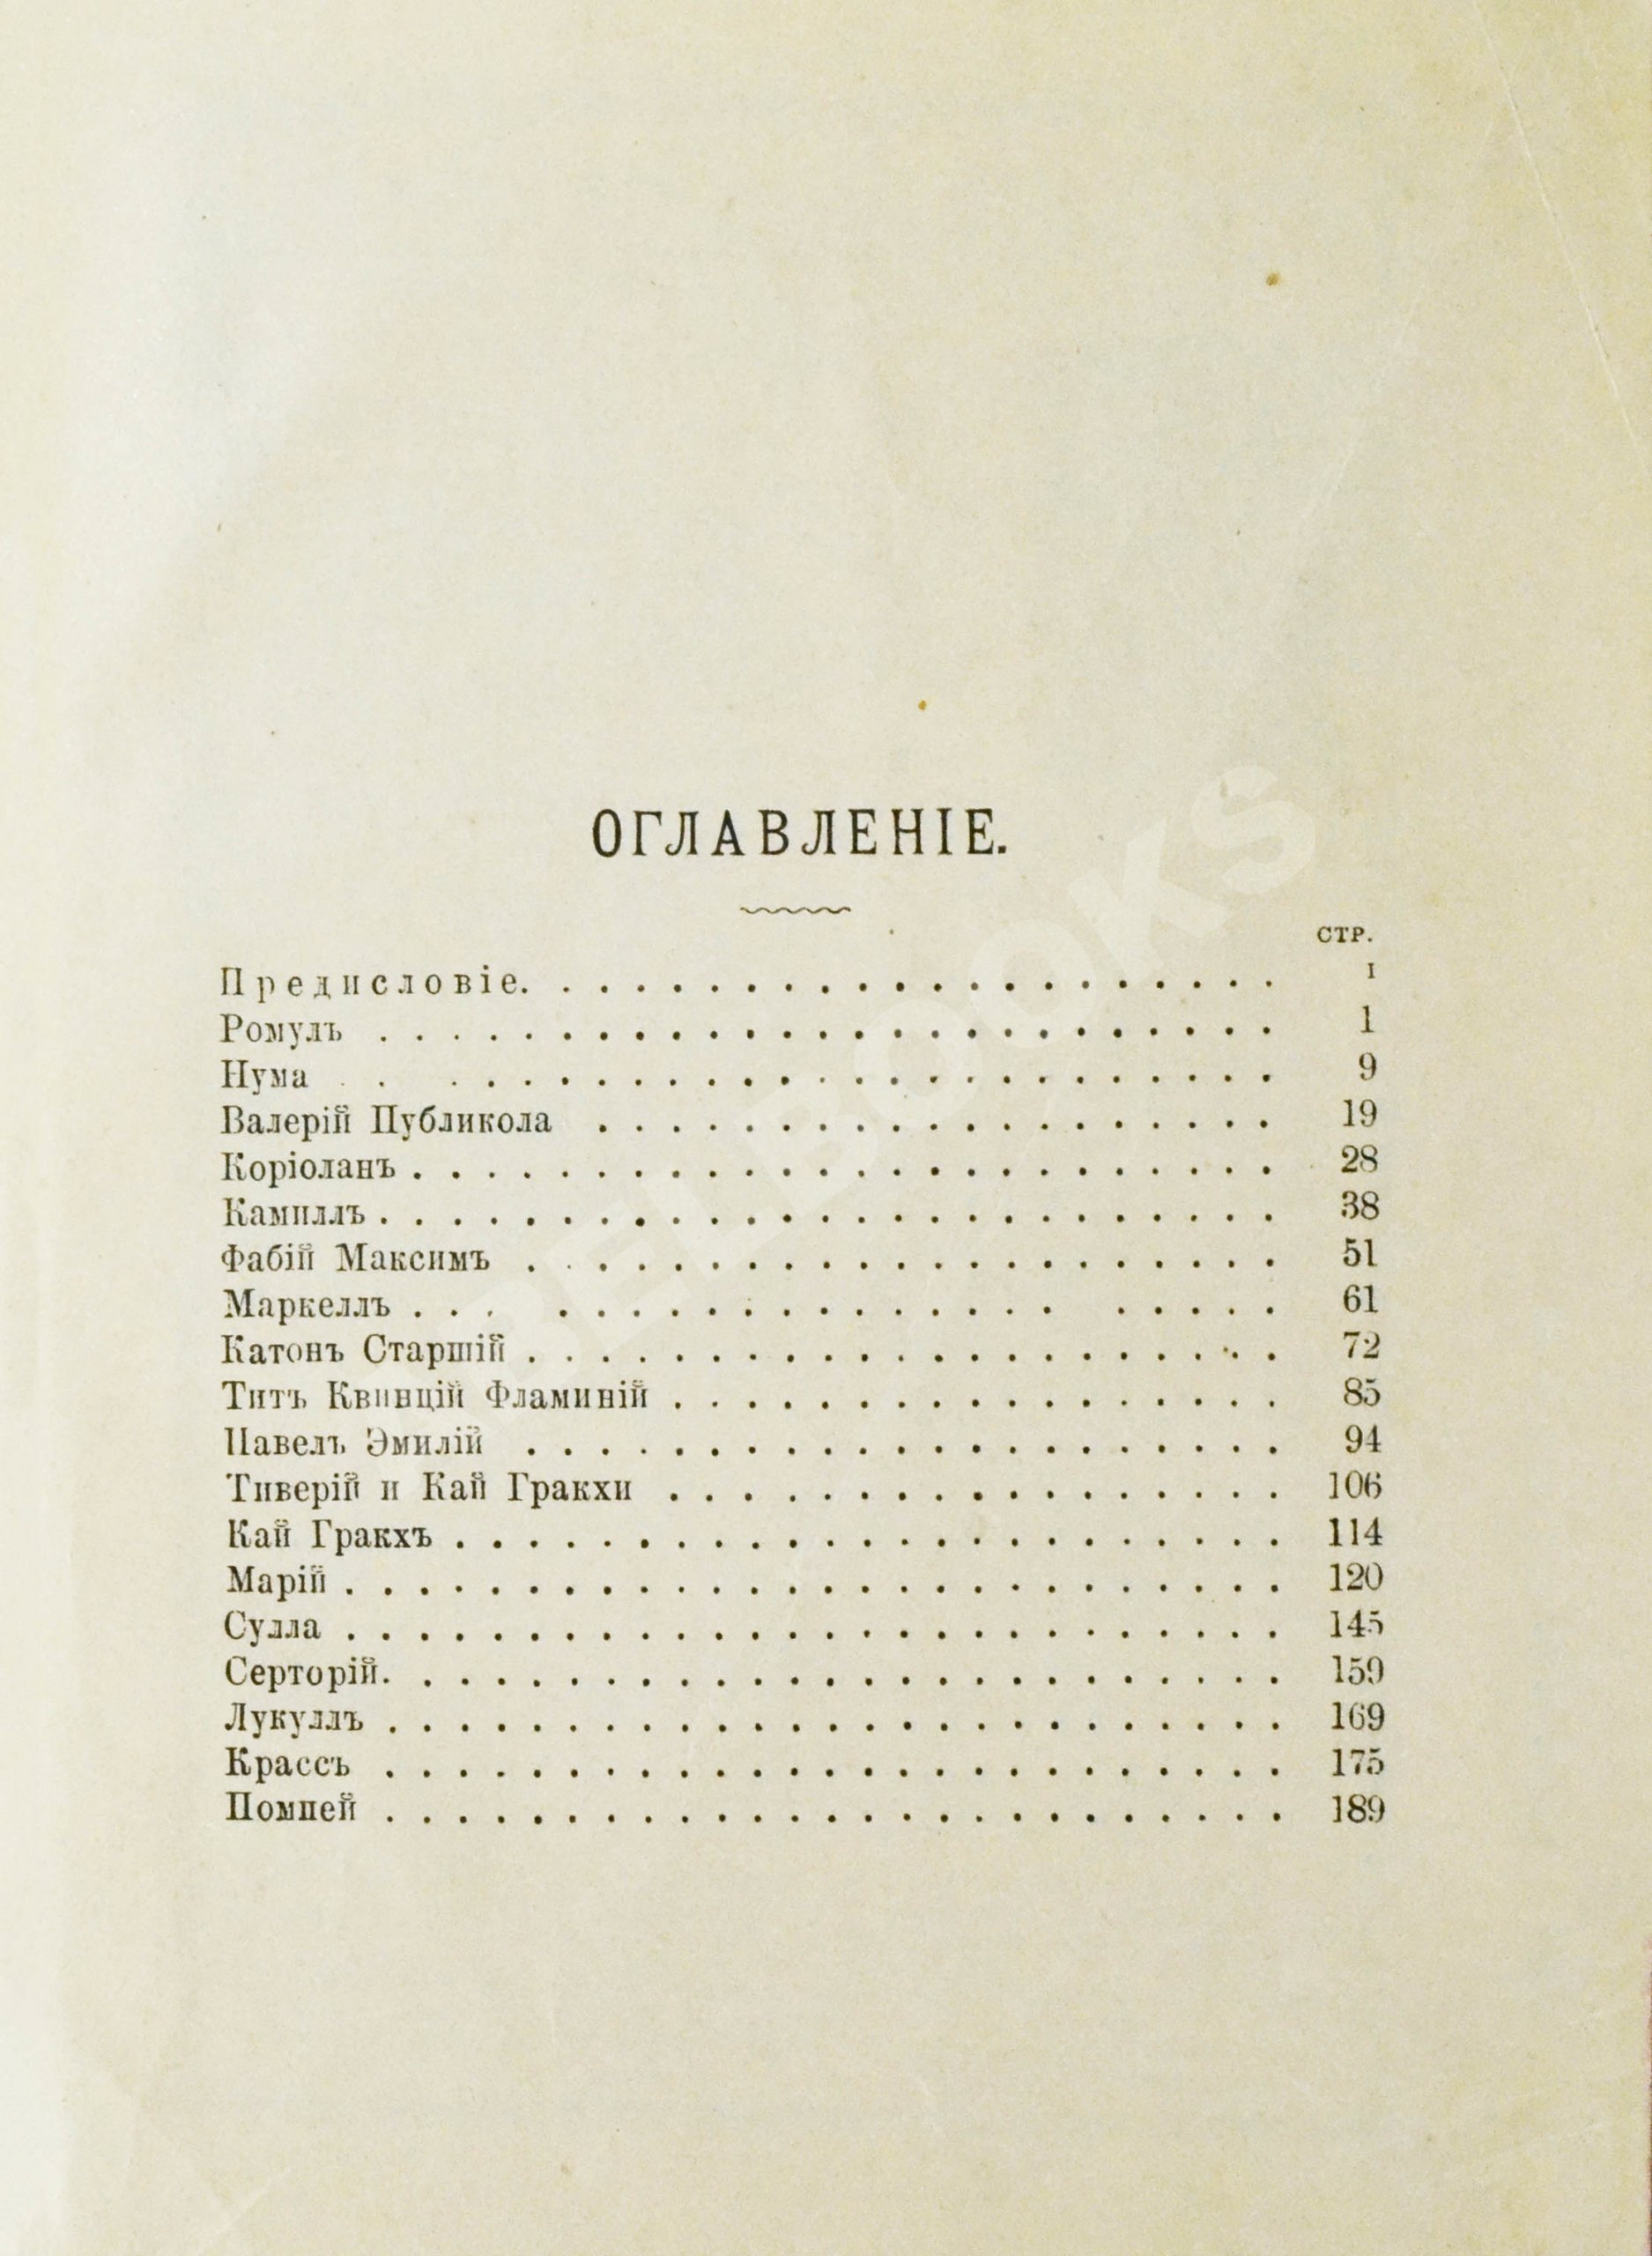 ОГЛАВЛЕНІЕ.
СТР.
Предисловіе. . . . . . . . . . . . . . . . . . . . . I
Ромулъ . . . . . . . . . . . . . . . . . . . . . . . . . 1
Нума . . . . . . . . . . . . . . . . . . . . . . . . . 9
Валерій Публикола . . . . . . . . . . . . . . . . . . . 19
Коріоланъ . . . . . . . . . . . . . . . . . . . . . . . . 28
Камиллъ . . . . . . . . . . . . . . . . . . . . . . . . . 38
Фабій Максимъ . . . . . . . . . . . . . . . . . . . . . 51
Маркеллъ . . . . . . . . . . . . . . . . . . . . . . . 61
Катонъ Старшій . . . . . . . . . . . . . . . . . . . . . 72
Титъ Квинцій Фламиній . . . . . . . . . . . . . . . . . 85
Павелъ Эмилій . . . . . . . . . . . . . . . . . . . . . 94
Тиверій и Кай Гракхи . . . . . . . . . . . . . . . . . 106
Кай Гракхъ . . . . . . . . . . . . . . . . . . . . . . . 114
Марій . . . . . . . . . . . . . . . . . . . . . . . . . . 120
Сулла . . . . . . . . . . . . . . . . . . . . . . . . . . 145
Серторій. . . . . . . . . . . . . . . . . . . . . . . . . 159
Лукуллъ . . . . . . . . . . . . . . . . . . . . . . . . . 169
Крассъ . . . . . . . . . . . . . . . . . . . . . . . . . 175
Помпей . . . . . . . . . . . . . . . . . . . . . . . . . 189